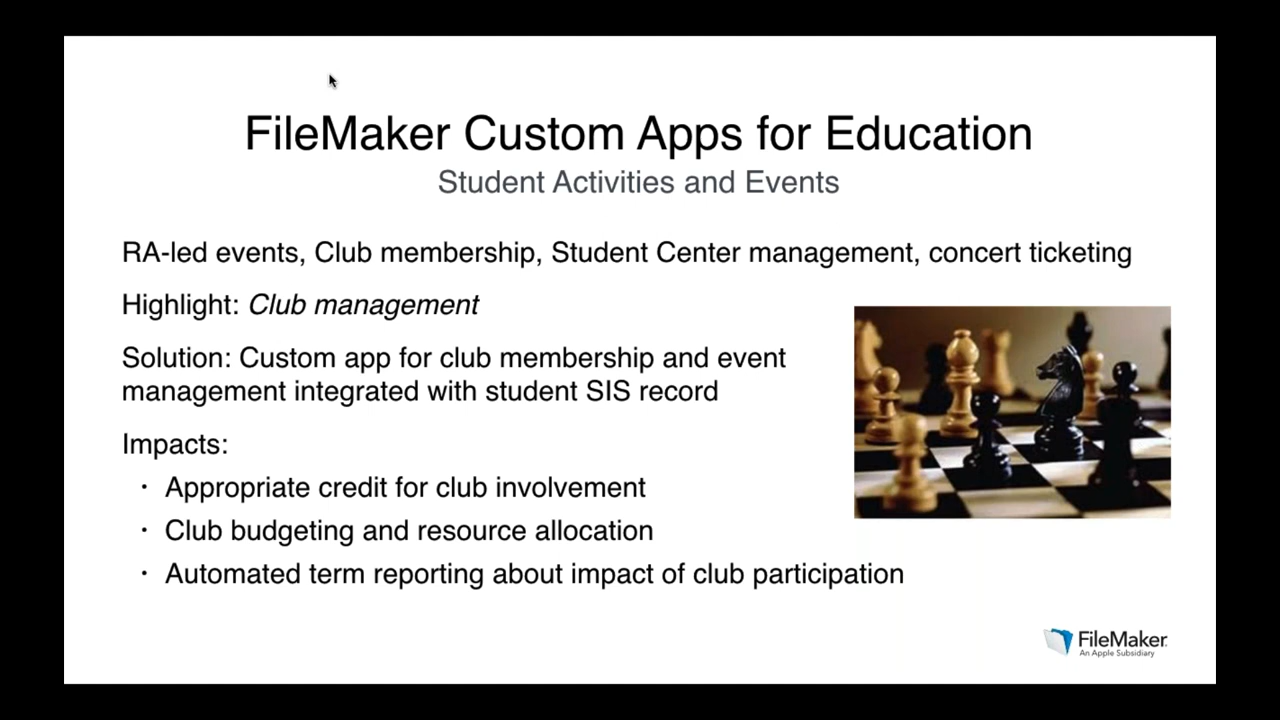 FileMaker Custom Apps for Education
Student Activities and Events
RA-led events, Club membership, Student Center management, concert ticketing
Highlight: Club management
Solution: Custom app for club membership and event
management integrated with student SIS record
Impacts:
· Appropriate credit for club involvement
· Club budgeting and resource allocation
· Automated term reporting about impact of club participation
FileMaker
An Apple Subsidiary